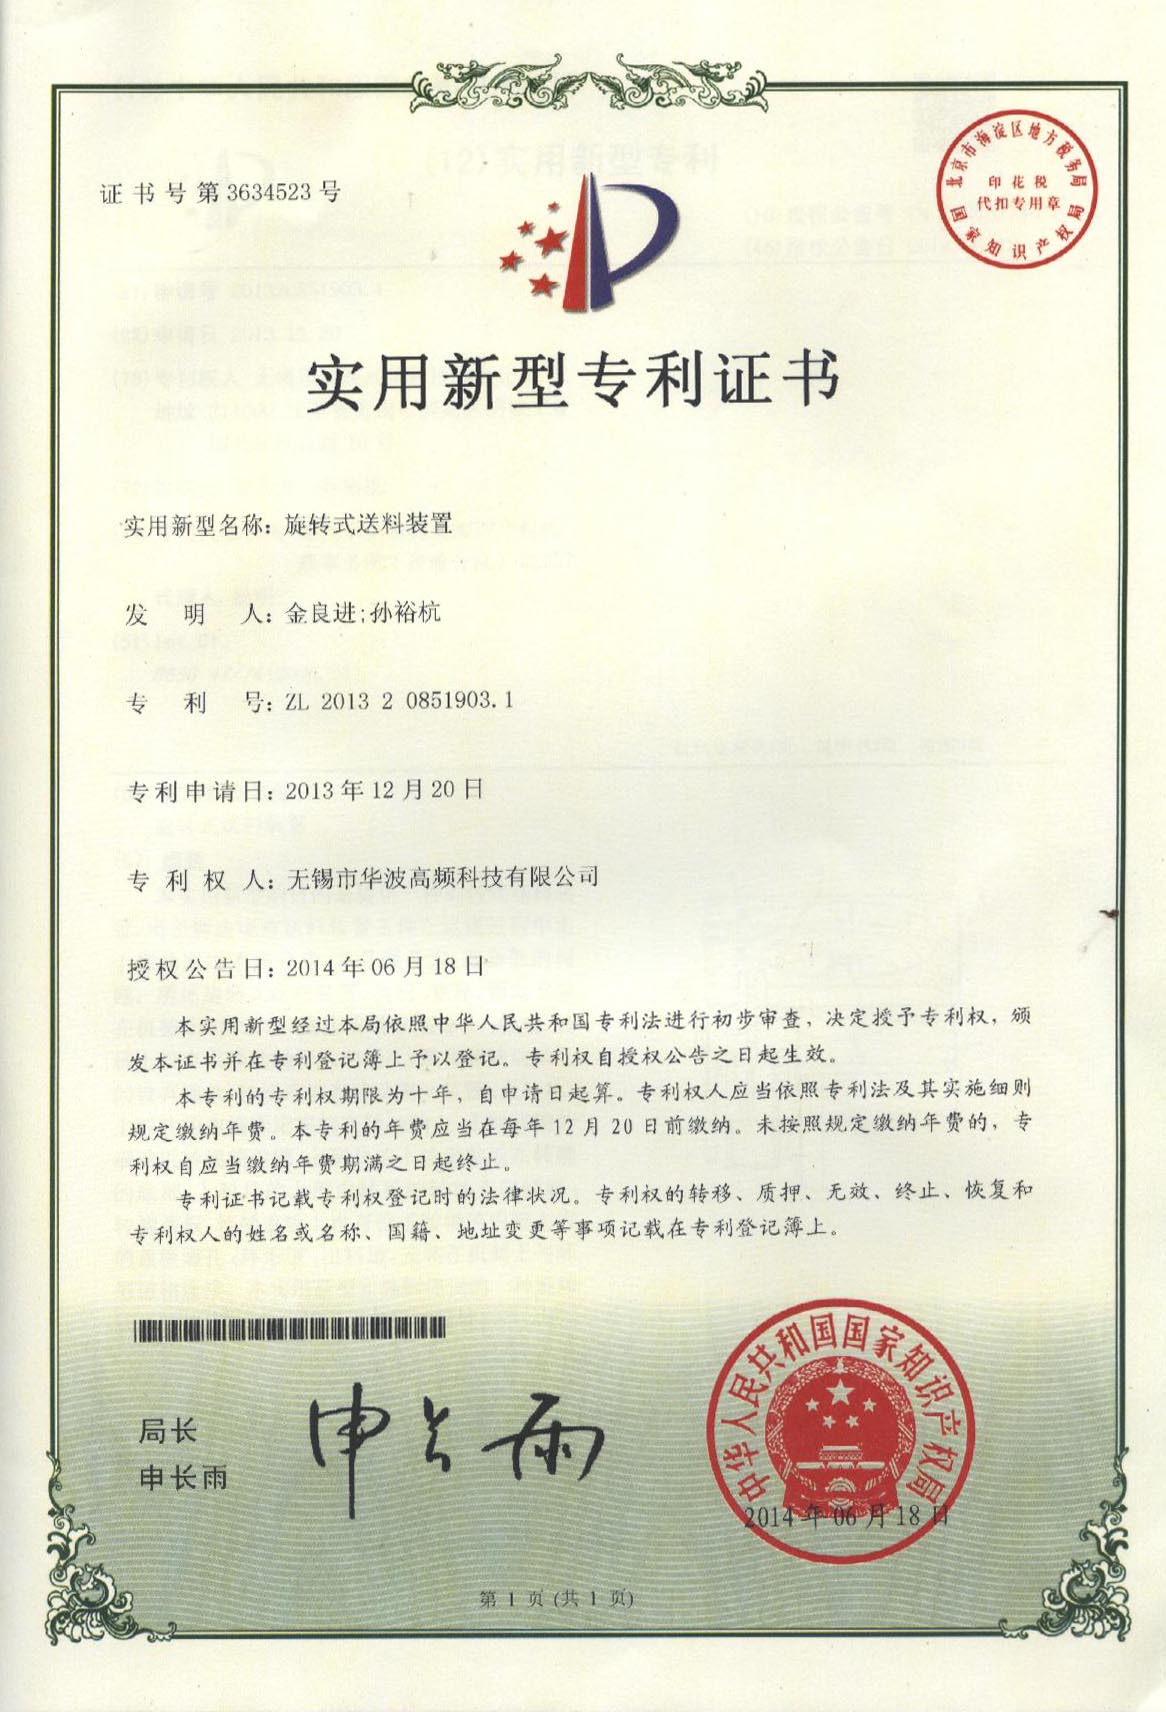 证书号第3634523号
北京市海淀区地方税务局
印花税
代扣专用章
国家知识产权局
实用新型专利证书
实用新型名称：旋转式送料装置
发明人：金良进;孙裕杭
专利号：ZL 2013 2 0851903.1
专利申请日：2013年12月20日
专利权人：无锡市华波高频科技有限公司
授权公告日：2014年06月18日
本实用新型经过本局依照中华人民共和国专利法进行初步审查，决定授予专利权，颁
发本证书并在专利登记簿上予以登记。专利权自授权公告之日起生效。
本专利的专利权期限为十年，自申请日起算。专利权人应当依照专利法及其实施细则
规定缴纳年费。本专利的年费应当在每年12月20日前缴纳。未按照规定缴纳年费的，专
利权自应当缴纳年费期满之日起终止。
专利证书记载专利权登记时的法律状况。专利权的转移、质押、无效、终止、恢复和
专利权人的姓名或名称、国籍、地址变更等事项记载在专利登记簿上。
局长
申长雨
申长雨
中华人民共和国国家知识产权局
2014年06月18日
第1页(共1页)